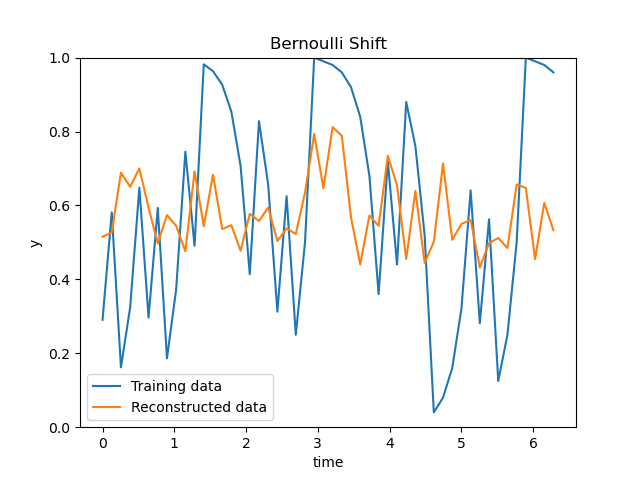 Bernoulli Shift
1.0
0.8
0.6
0.4
0.2
0.0
y
Training data
Reconstructed data
0 1 2 3 4 5 6
time